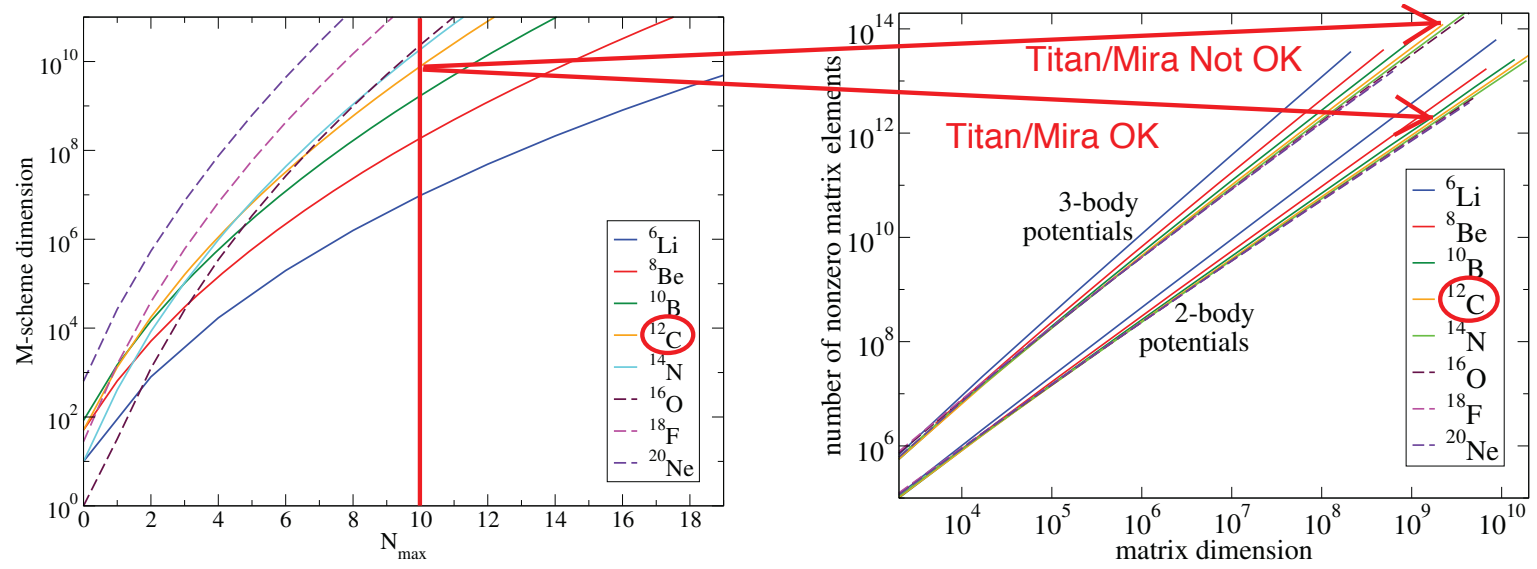 M-scheme dimension
10^10
10^8
10^6
10^4
10^2
10^0
0 2 4 6 8 10 12 14 16 18
N_max
^6Li
^8Be
^10B
^12C
^14N
^16O
^18F
^20Ne
Titan/Mira Not OK
Titan/Mira OK
number of nonzero matrix elements
10^14
10^12
10^10
10^8
10^6
3-body
potentials
2-body
potentials
10^4 10^5 10^6 10^7 10^8 10^9 10^10
matrix dimension
^6Li
^8Be
^10B
^12C
^14N
^16O
^18F
^20Ne